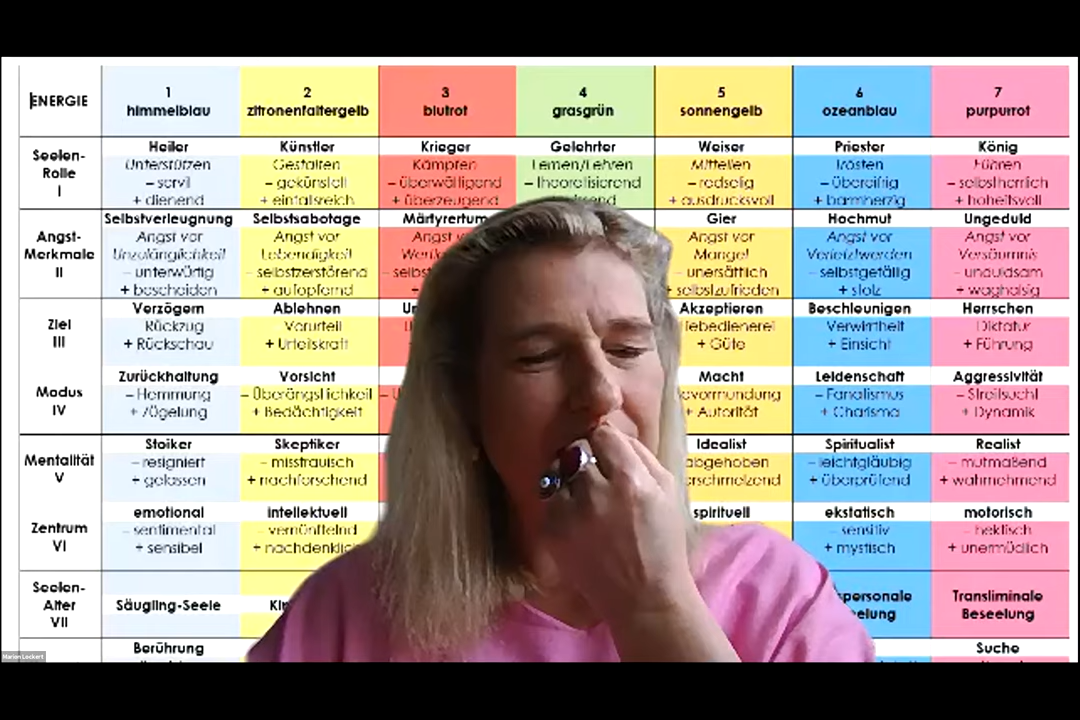 ENERGIE
1
himmelblau
2
zitronenfaltergelb
3
blutrot
4
grasgrün
5
sonnengelb
6
ozeanblau
7
purpurrot
Seelen-
Rolle
I
Heiler
Unterstützen
– servil
+ dienend
Künstler
Gestalten
– gekünstelt
+ einfallsreich
Krieger
Kämpfen
– überwältigend
+ überzeugend
Gelehrter
Lernen/Lehren
– theoretisierend
Weiser
Mitteilen
– redselig
+ ausdrucksvoll
Priester
Trösten
– übereifrig
+ barmherzig
König
Führen
– selbstherrlich
+ hoheitsvoll
Angst-
Merkmale
II
Selbstverleugnung
Angst vor
Unzulänglichkeit
– unterwürfig
+ bescheiden
Selbstsabotage
Angst vor
Lebendigkeit
– selbstzerstörend
+ aufopfernd
Märtyrertum
Angst
– selbst
Gier
Angst vor
Mangel
– unersättlich
+ selbstzufrieden
Hochmut
Angst vor
Verletztwerden
– selbstgefällig
+ stolz
Ungeduld
Angst vor
Versäumnis
– unduldsam
+ waghalsig
Ziel
III
Verzögern
– Rückzug
+ Rückschau
Ablehnen
– Vorurteil
+ Urteilskraft
Akzeptieren
+ Güte
Beschleunigen
– Verwirrtheit
+ Einsicht
Herrschen
– Diktatur
+ Führung
Modus
IV
Zurückhaltung
– Hemmung
+ Zügelung
Vorsicht
– Überängstlichkeit
+ Bedächtigkeit
Macht
+ Autorität
Leidenschaft
– Fanatismus
+ Charisma
Aggressivität
– Streitsucht
+ Dynamik
Mentalität
V
Stoiker
– resigniert
+ gelassen
Skeptiker
– misstrauisch
+ nachforschend
Idealist
abgehoben
Spiritualist
– leichtgläubig
+ überprüfend
Realist
– mutmaßend
+ wahrnehmend
Zentrum
VI
emotional
– sentimental
+ sensibel
intellektuell
– vernünftelnd
+ nachdenklich
spirituell
ekstatisch
– sensitiv
+ mystisch
motorisch
– hektisch
+ unermüdlich
Seelen-
Alter
VII
Säugling-Seele
Transliminale
Beseelung
Berührung
Suche
Marion Lockert